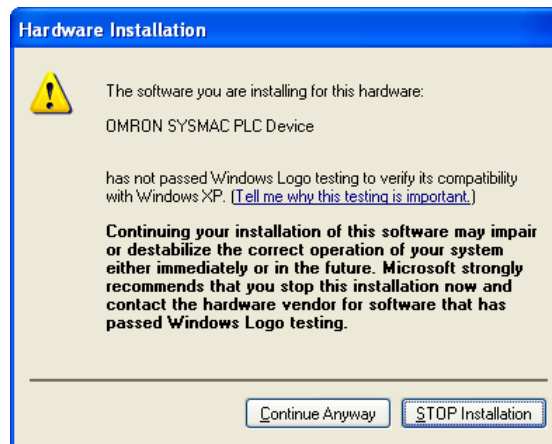 Hardware Installation
The software you are installing for this hardware:
OMRON SYSMAC PLC Device
has not passed Windows Logo testing to verify its compatibility
with Windows XP. (Tell me why this testing is important.)
Continuing your installation of this software may impair
or destabilize the correct operation of your system
either immediately or in the future. Microsoft strongly
recommends that you stop this installation now and
contact the hardware vendor for software that has
passed Windows Logo testing.
Continue Anyway
STOP Installation